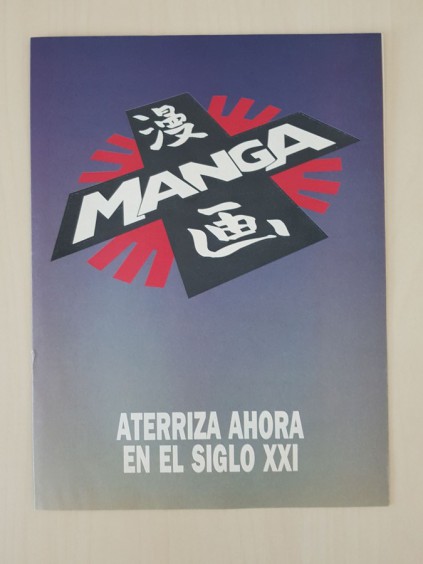 漫
MANGA
画
ATERRIZA AHORA
EN EL SIGLO XXI